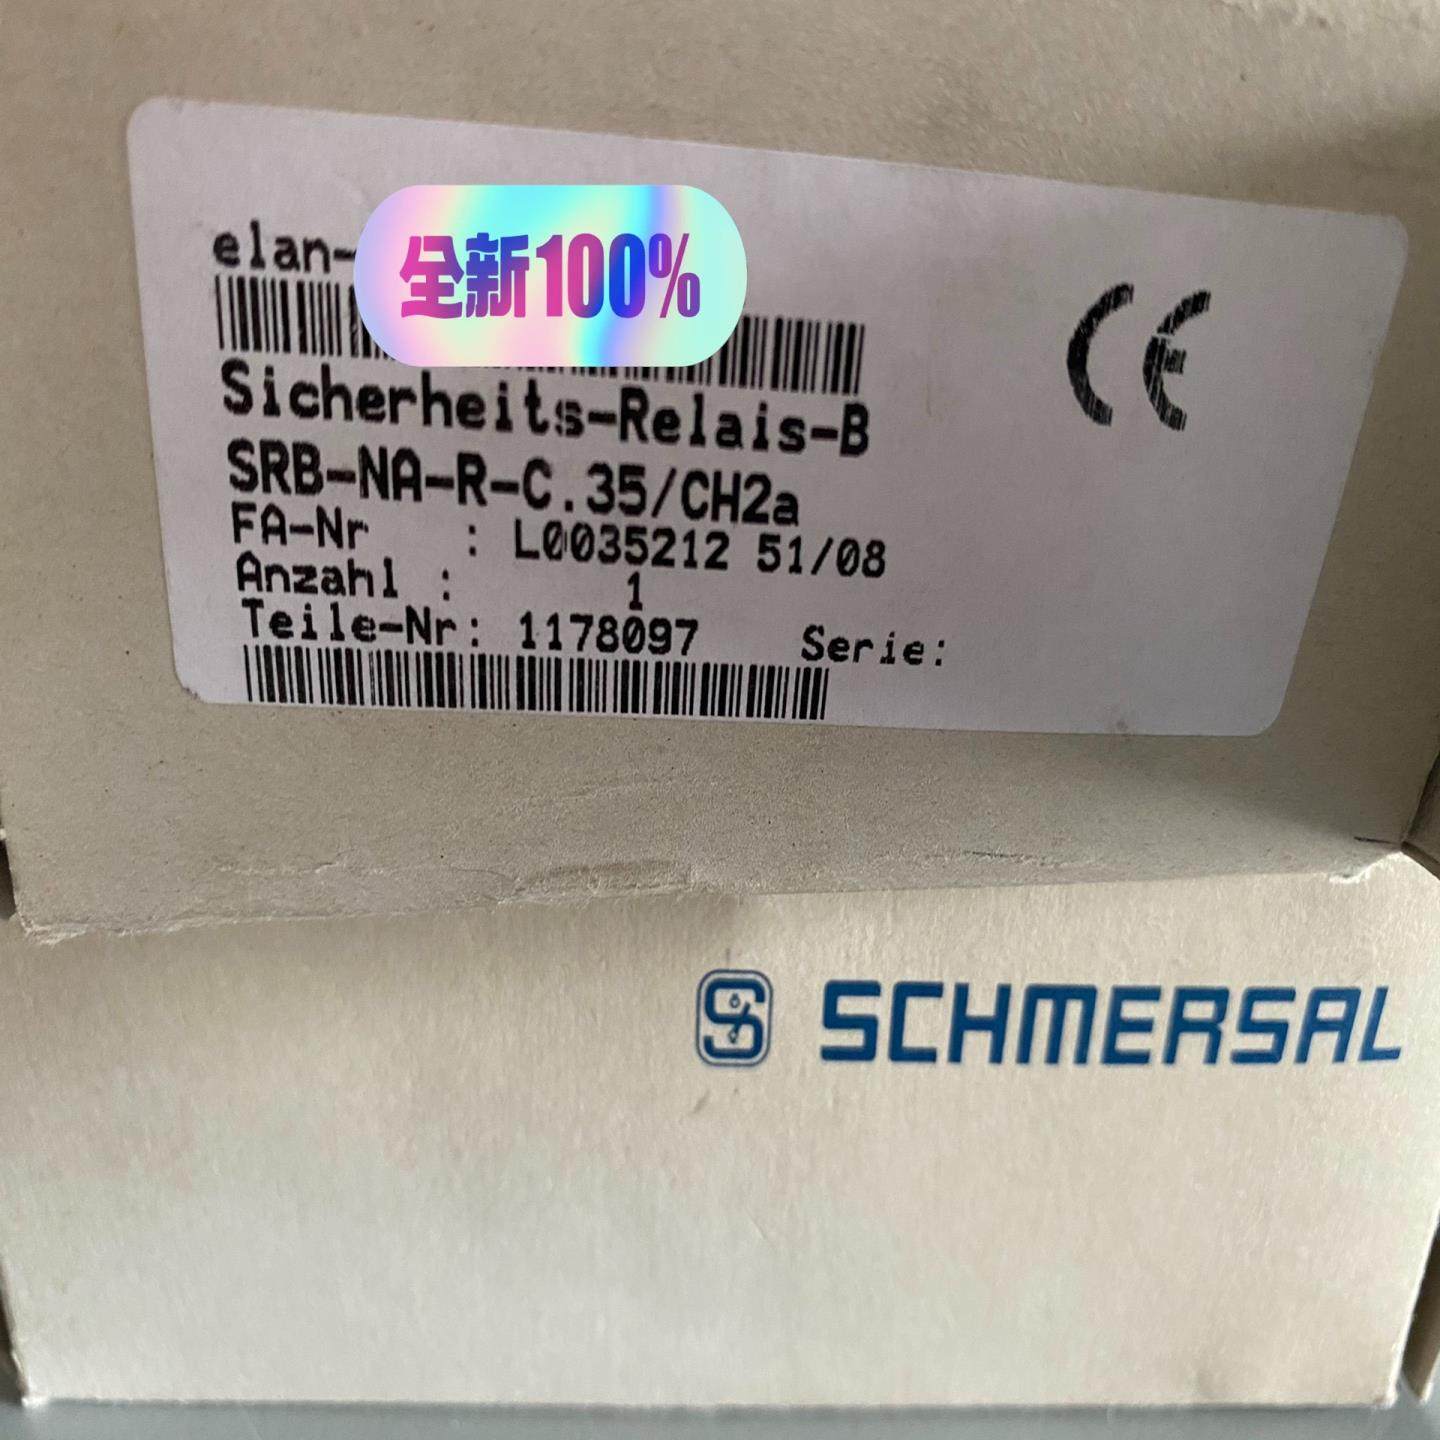 elan-
全新100%
CE
Sicherheits-Relais-B
SRB-NA-R-C.35/CH2a
FA-Nr : L0035212 51/08
Anzahl : 1
Teile-Nr: 1178097 Serie:
SCHMERSAL